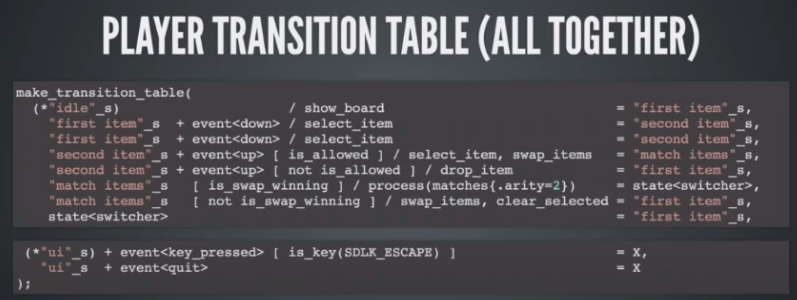 PLAYER TRANSITION TABLE (ALL TOGETHER)
make_transition_table(
(*"idle"_s) / show_board = "first item"_s,
"first item"_s + event<down> / select_item = "second item"_s,
"first item"_s + event<down> / select_item = "second item"_s,
"second item"_s + event<up> [ is_allowed ] / select_item, swap_items = "match items"_s,
"second item"_s + event<up> [ not is_allowed ] / drop_item = "first item"_s,
"match items"_s [ is_swap_winning ] / process(matches{.arity=2}) = state<switcher>,
"match items"_s [ not is_swap_winning ] / swap_items, clear_selected = "first item"_s,
state<switcher> = "first item"_s,
(*"ui"_s) + event<key_pressed> [ is_key(SDLK_ESCAPE) ] = X,
"ui"_s + event<quit> = X
);